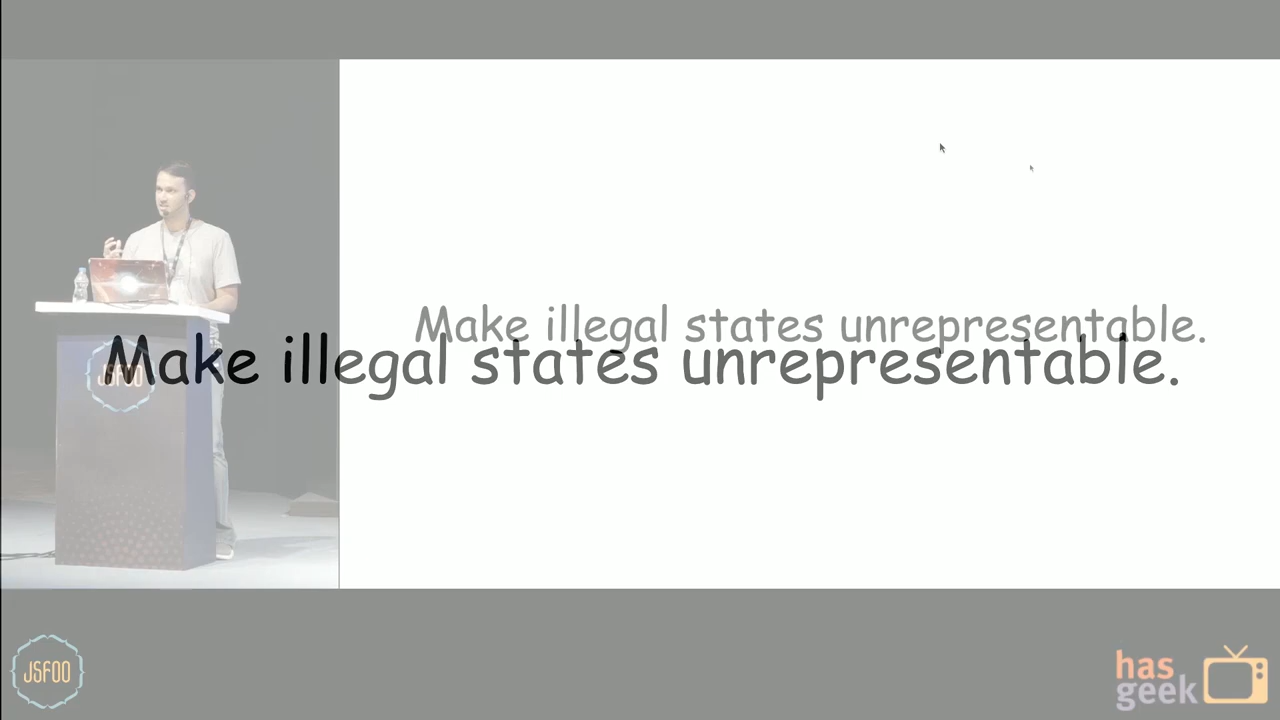 Make illegal states unrepresentable.
Make illegal states unrepresentable.
JSFOO
JSFOO
has
geek